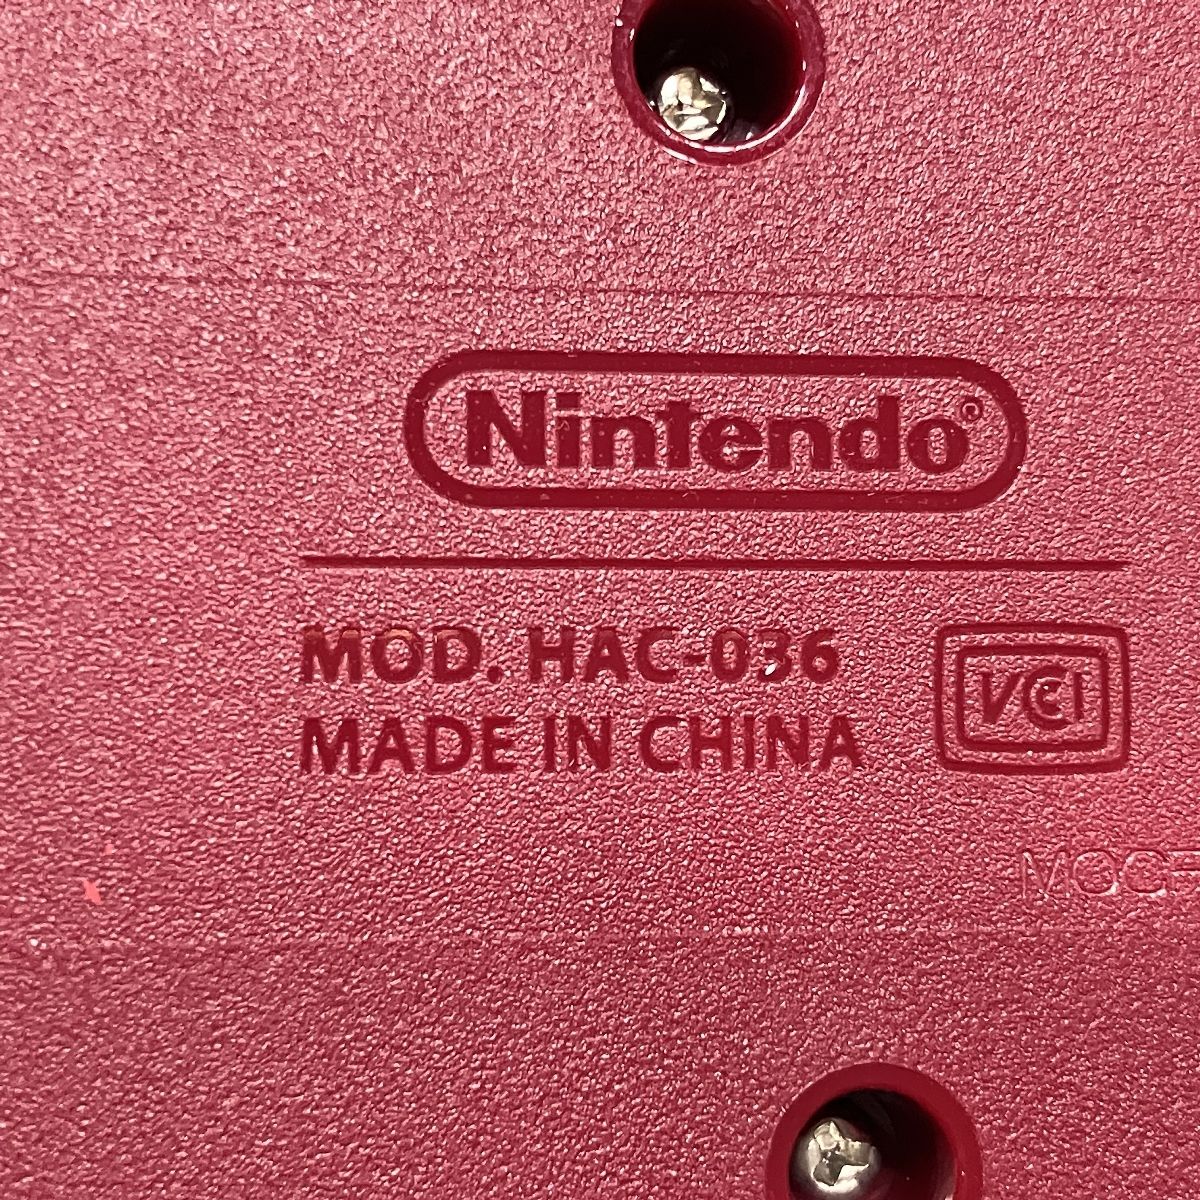 Nintendo®
MOD. HAC-036
MADE IN CHINA
VCI